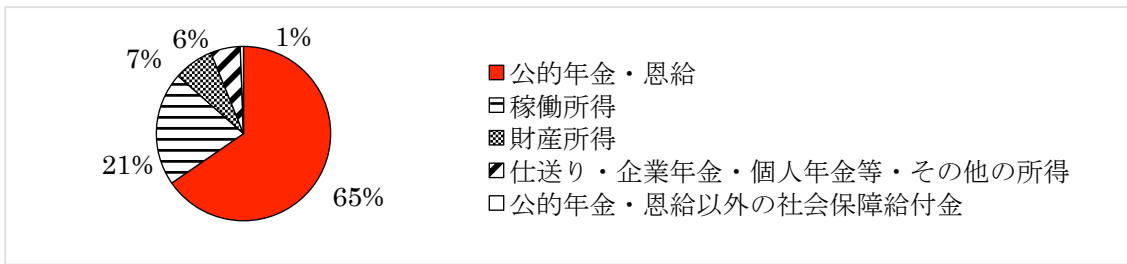 6%
1%
7%
21%
65%
公的年金・恩給
稼働所得
財産所得
仕送り・企業年金・個人年金等・その他の所得
公的年金・恩給以外の社会保障給付金